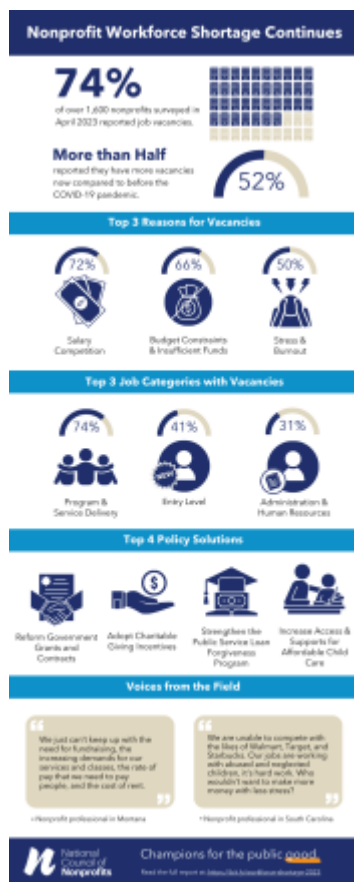 Nonprofit Workforce Shortage Continues
74%
of over 1,600 nonprofits surveyed in
April 2023 reported job vacancies.
More than Half
reported they have more vacancies
now compared to before the
COVID-19 pandemic.
52%
Top 3 Reasons for Vacancies
72%
66%
50%
Salary
Competition
Budget Constraints
& Insufficient Funds
Stress &
Burnout
Top 3 Job Categories with Vacancies
74%
41%
31%
NEW
Program &
Service Delivery
Entry Level
Administration &
Human Resources
Top 4 Policy Solutions
Reform Government
Grants and
Contracts
Adopt Charitable
Giving Incentives
Strengthen the
Public Service Loan
Forgiveness
Program
Increase Access &
Supports for
Affordable Child
Care
Voices from the Field
We just can't keep up with the
need for fundraising, the
increasing demands for our
services and classes, the rate of
pay that we need to pay
people, and the cost of rent.
- Nonprofit professional in Montana
We are unable to compete with
the likes of Walmart, Target, and
Starbucks. Our jobs are working
with abused and neglected
children, it's hard work. Who
wouldn't want to make more
money with less stress?
- Nonprofit professional in South Carolina
National
Council of
Nonprofits
Champions for the public good.
Read the full report at